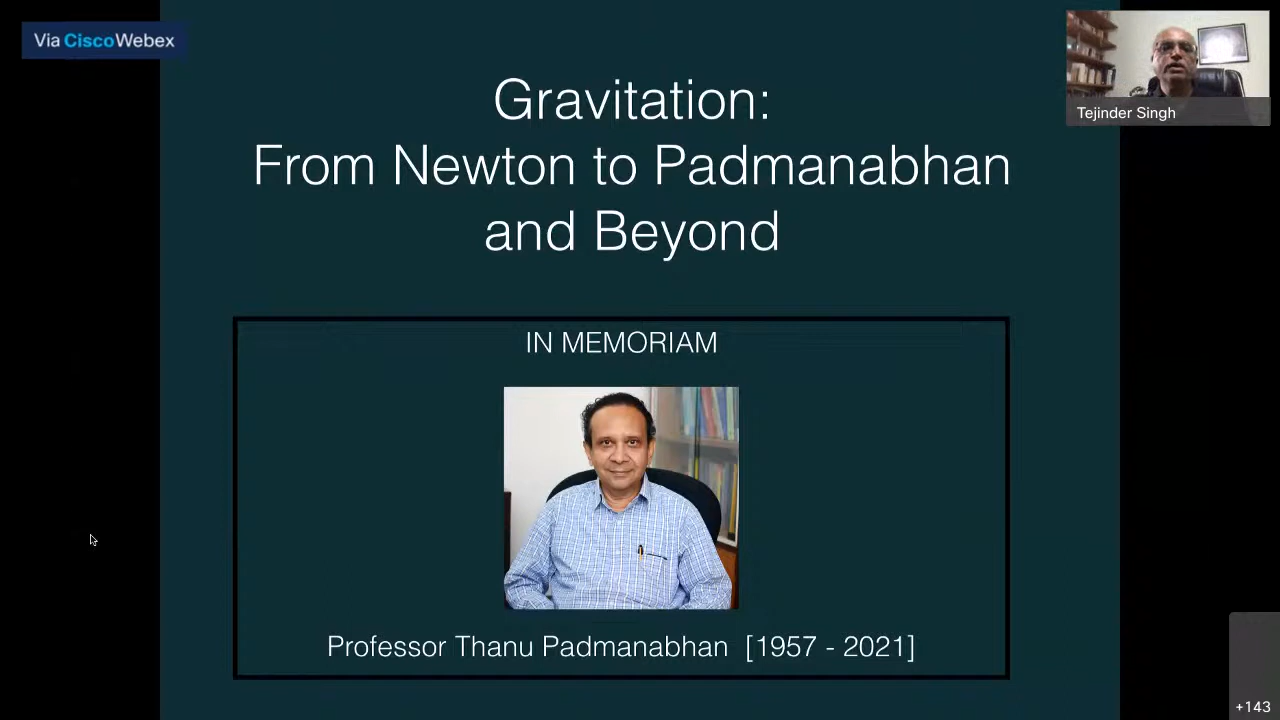 Via CiscoWebex
Tejinder Singh
Gravitation:
From Newton to Padmanabhan
and Beyond
IN MEMORIAM
Professor Thanu Padmanabhan [1957 - 2021]
+143